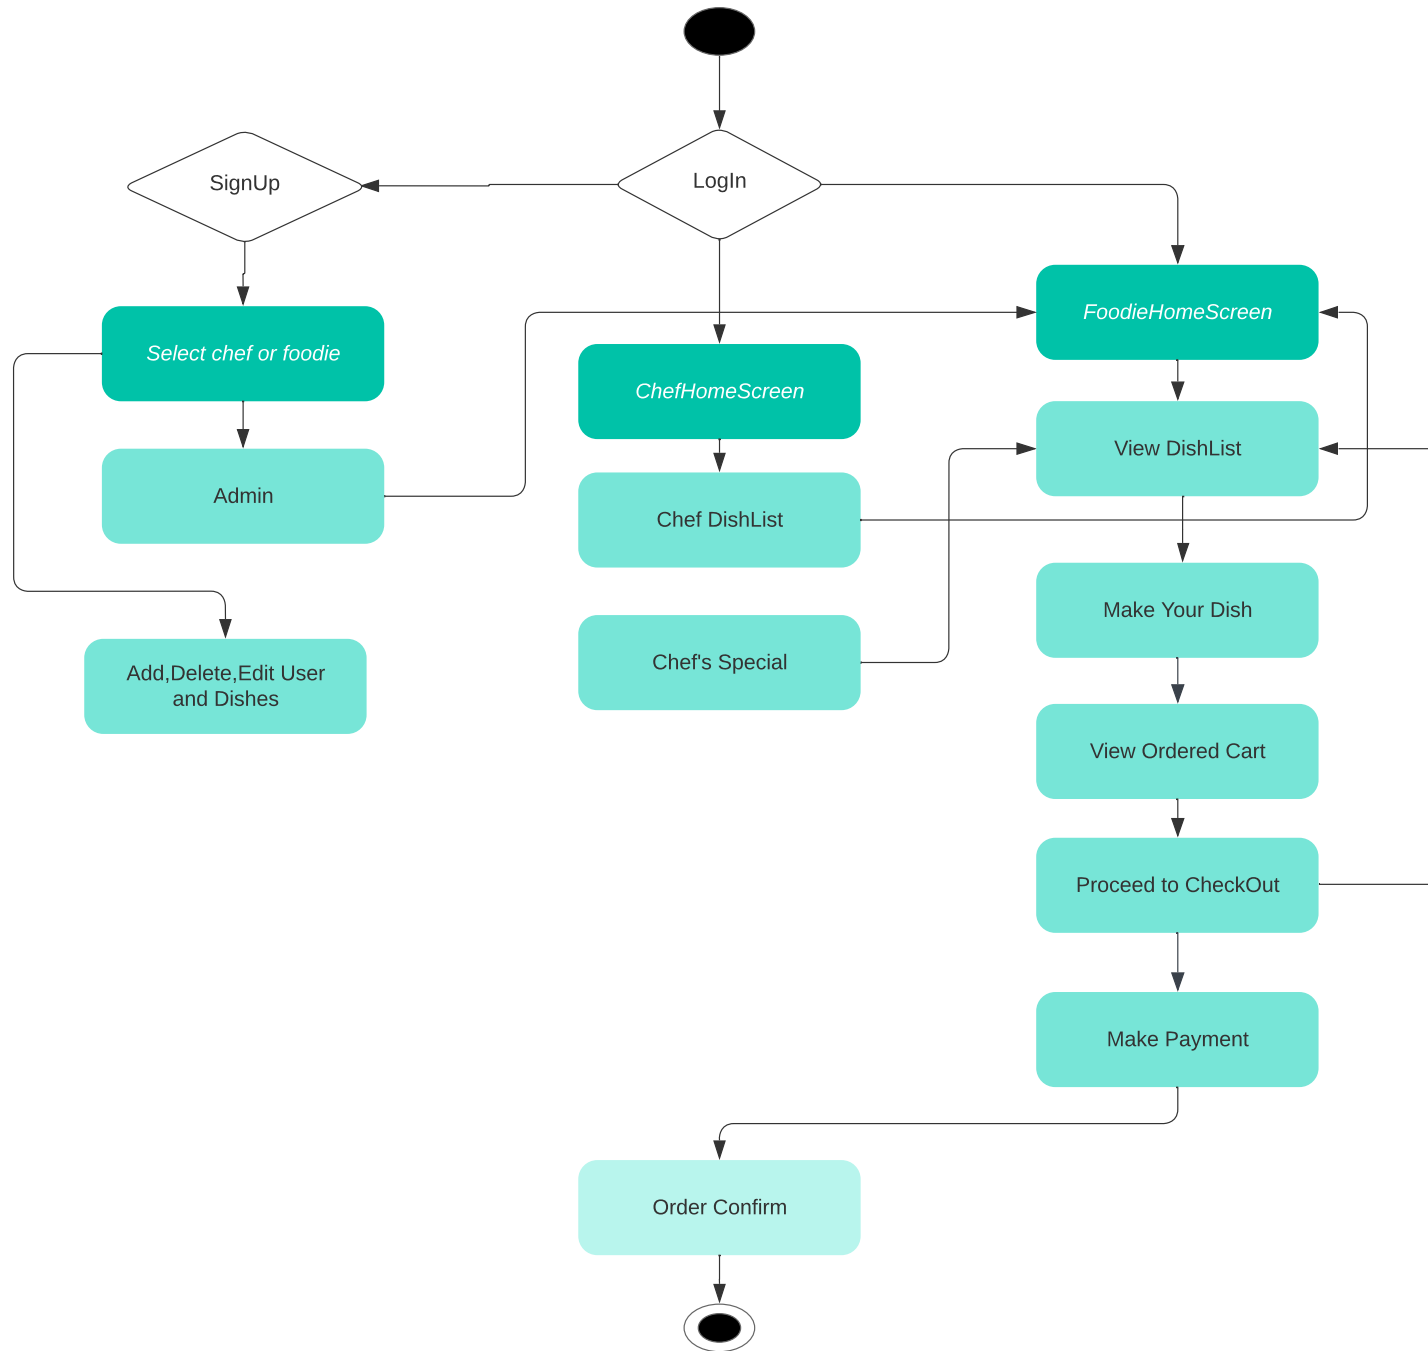 SignUp
LogIn
FoodieHomeScreen
Select chef or foodie
ChefHomeScreen
View DishList
Admin
Chef DishList
Make Your Dish
Chef's Special
Add,Delete,Edit User
and Dishes
View Ordered Cart
Proceed to CheckOut
Make Payment
Order Confirm